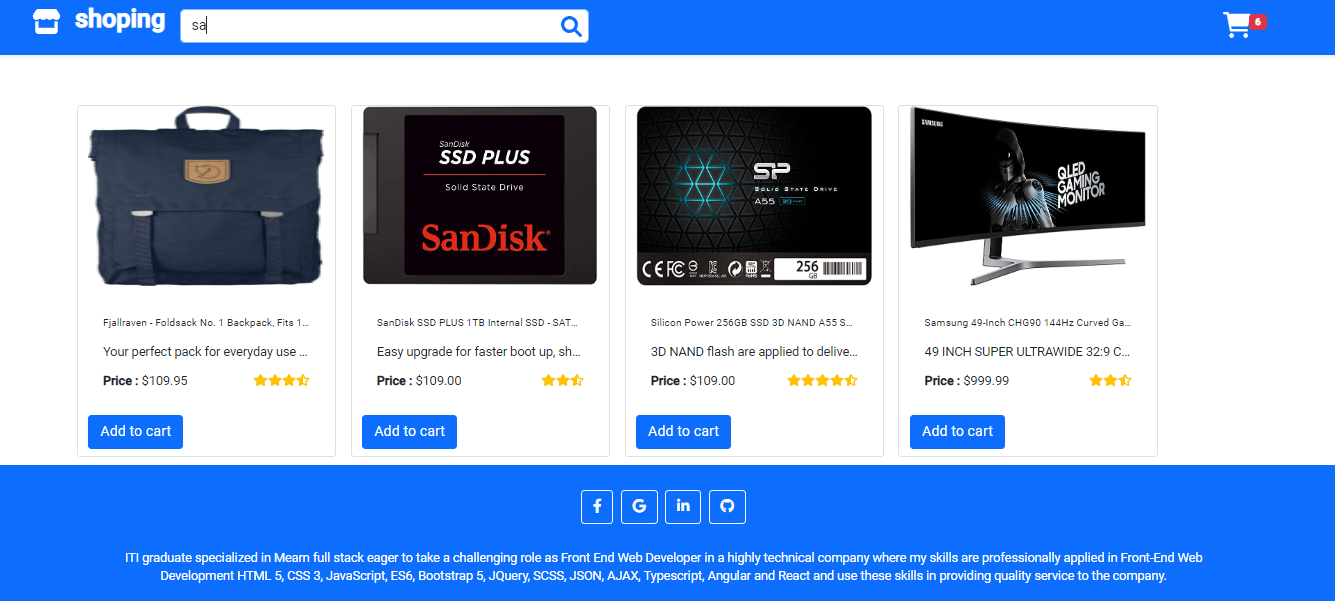 shoping
sa
6
SanDisk
SSD PLUS
Solid State Drive
SanDisk
SP
SOLID STATE DRIVE
A55 3D NAND
256
GB
SAMSUNG
QLED
GAMING
MONITOR
Fjallraven - Foldsack No. 1 Backpack, Fits 1...
SanDisk SSD PLUS 1TB Internal SSD - SAT...
Silicon Power 256GB SSD 3D NAND A55 S...
Samsung 49-Inch CHG90 144Hz Curved Ga...
Your perfect pack for everyday use ...
Easy upgrade for faster boot up, sh...
3D NAND flash are applied to delive...
49 INCH SUPER ULTRAWIDE 32:9 C...
Price : $109.95
Price : $109.00
Price : $109.00
Price : $999.99
Add to cart
Add to cart
Add to cart
Add to cart
ITI graduate specialized in Mearn full stack eager to take a challenging role as Front End Web Developer in a highly technical company where my skills are professionally applied in Front-End Web
Development HTML 5, CSS 3, JavaScript, ES6, Bootstrap 5, JQuery, SCSS, JSON, AJAX, Typescript, Angular and React and use these skills in providing quality service to the company.